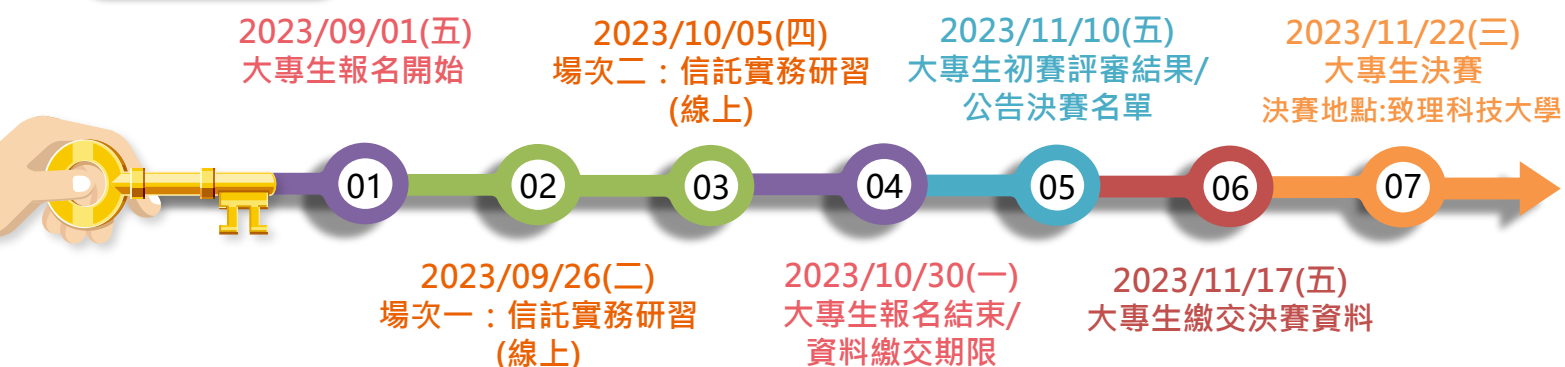 2023/09/01(五)
大專生報名開始
2023/10/05(四)
場次二：信託實務研習
(線上)
2023/11/10(五)
大專生初賽評審結果/
公告決賽名單
2023/11/22(三)
大專生決賽
決賽地點:致理科技大學
01
02
03
04
05
06
07
2023/09/26(二)
場次一：信託實務研習
(線上)
2023/10/30(一)
大專生報名結束/
資料繳交期限
2023/11/17(五)
大專生繳交決賽資料